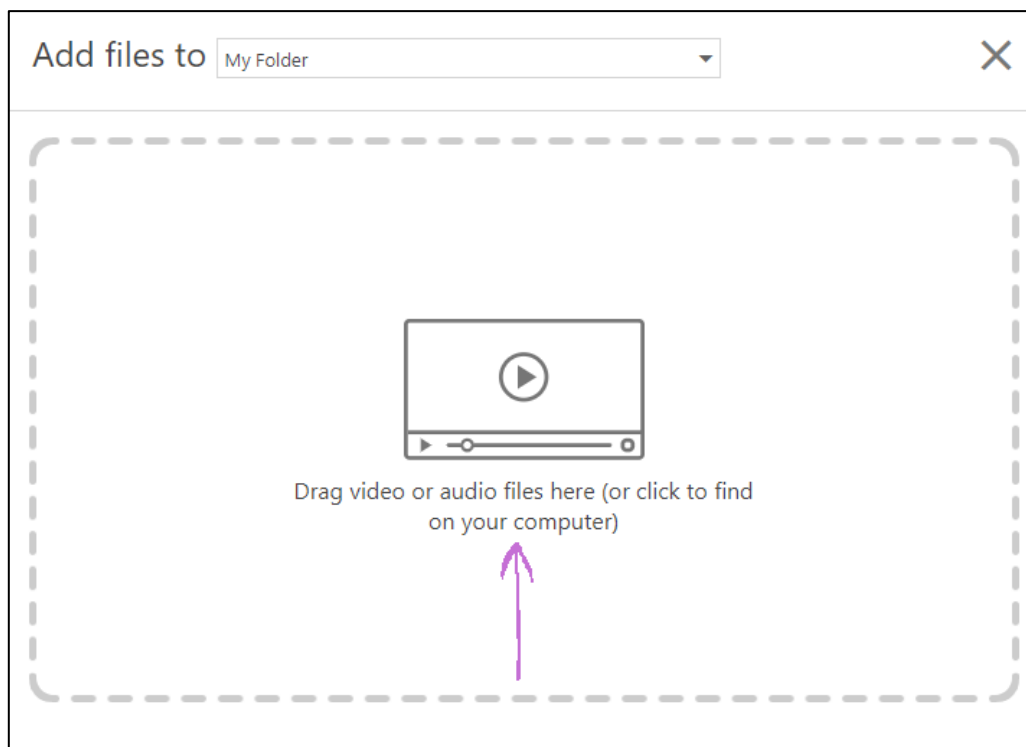 Add files to My Folder
Drag video or audio files here (or click to find
on your computer)